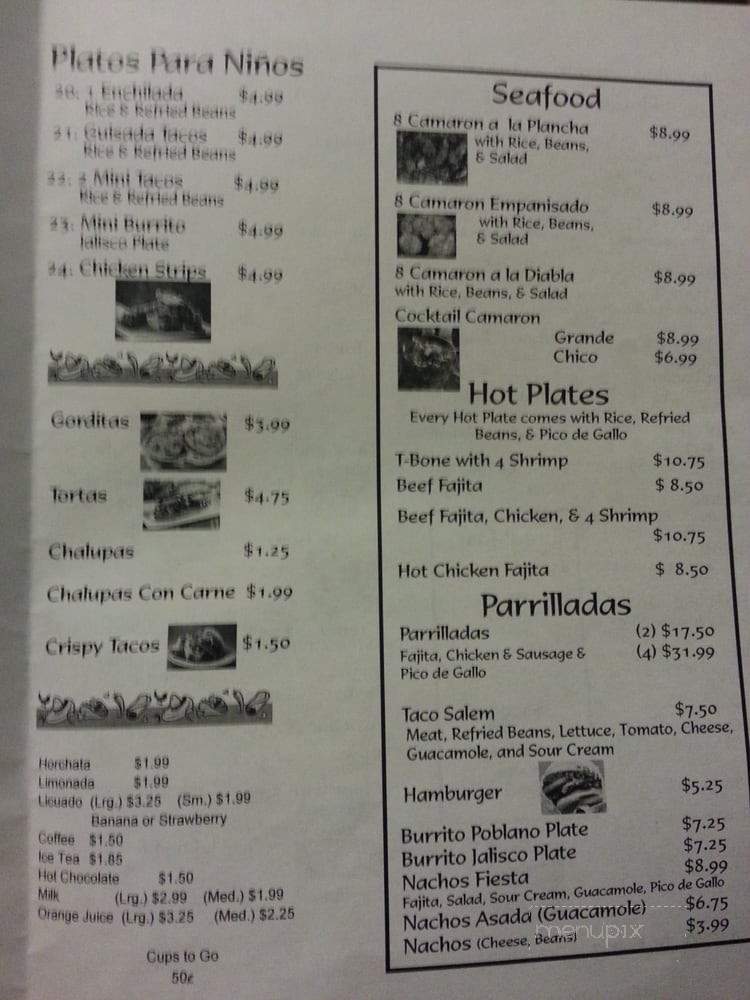 Platos Para Niños
30. 1 Enchilada $4.99
Rice & Refried Beans
31. Guisada Tacos $4.99
Rice & Refried Beans
Mini Tacos $4.99
Rice & Refried Beans
33. Mini Burrito $4.99
Jalisco Plate
34. Chicken Strips $4.99
Gorditas $3.99
Tortas $4.75
Chalupas $1.25
Chalupas Con Carne $1.99
Crispy Tacos $1.50
Horchata $1.99
Limonada $1.99
Licuado (Lrg.) $3.25 (Sm.) $1.99
Banana or Strawberry
Coffee $1.50
Ice Tea $1.85
Hot Chocolate $1.50
Milk (Lrg.) $2.99 (Med.) $1.99
Orange Juice (Lrg.) $3.25 (Med.) $2.25
Cups to Go
50¢
Seafood
8 Camaron a la Plancha $8.99
with Rice, Beans,
& Salad
8 Camaron Empanisado $8.99
with Rice, Beans,
& Salad
8 Camaron a la Diabla $8.99
with Rice, Beans, & Salad
Cocktail Camaron
Grande $8.99
Chico $6.99
Hot Plates
Every Hot Plate comes with Rice, Refried
Beans, & Pico de Gallo
T-Bone with 4 Shrimp $10.75
Beef Fajita $ 8.50
Beef Fajita, Chicken, & 4 Shrimp
$10.75
Hot Chicken Fajita $ 8.50
Parrilladas
Parrilladas (2) $17.50
Fajita, Chicken & Sausage & (4) $31.99
Pico de Gallo
Taco Salem $7.50
Meat, Refried Beans, Lettuce, Tomato, Cheese,
Guacamole, and Sour Cream
Hamburger $5.25
Burrito Poblano Plate $7.25
Burrito Jalisco Plate $7.25
Nachos Fiesta $8.99
Fajita, Salad, Sour Cream, Guacamole, Pico de Gallo
Nachos Asada (Guacamole) $6.75
Nachos (Cheese, Beans) $3.99
menupix